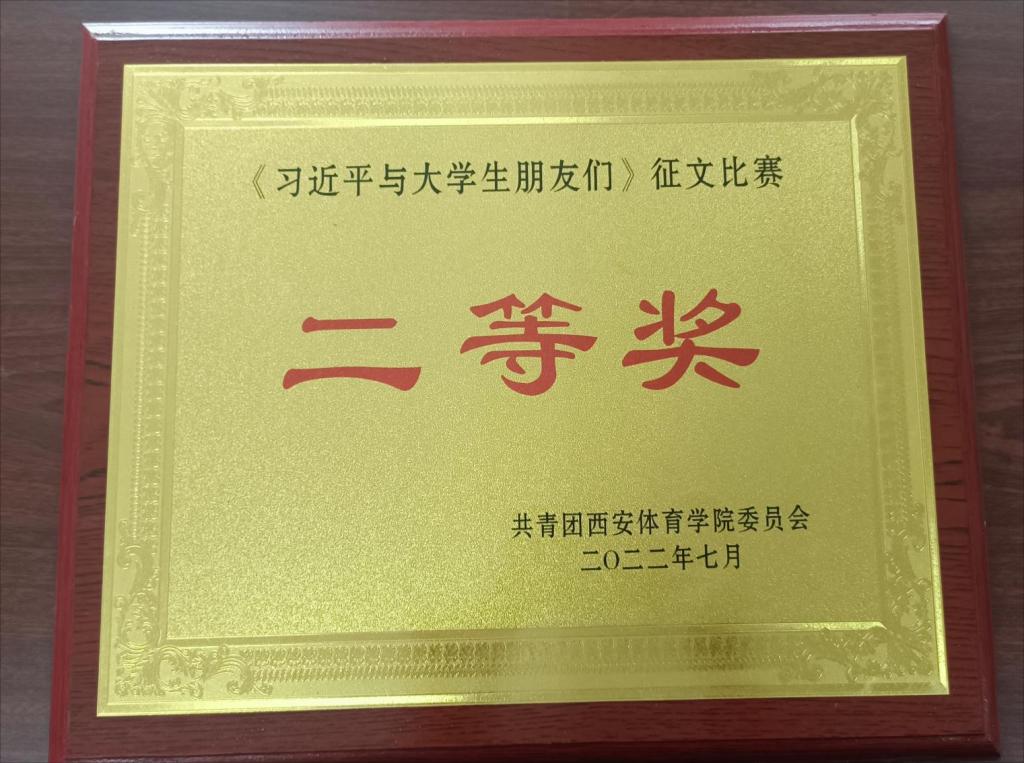 《习近平与大学生朋友们》征文比赛
二等奖
共青团西安体育学院委员会
二〇二二年七月